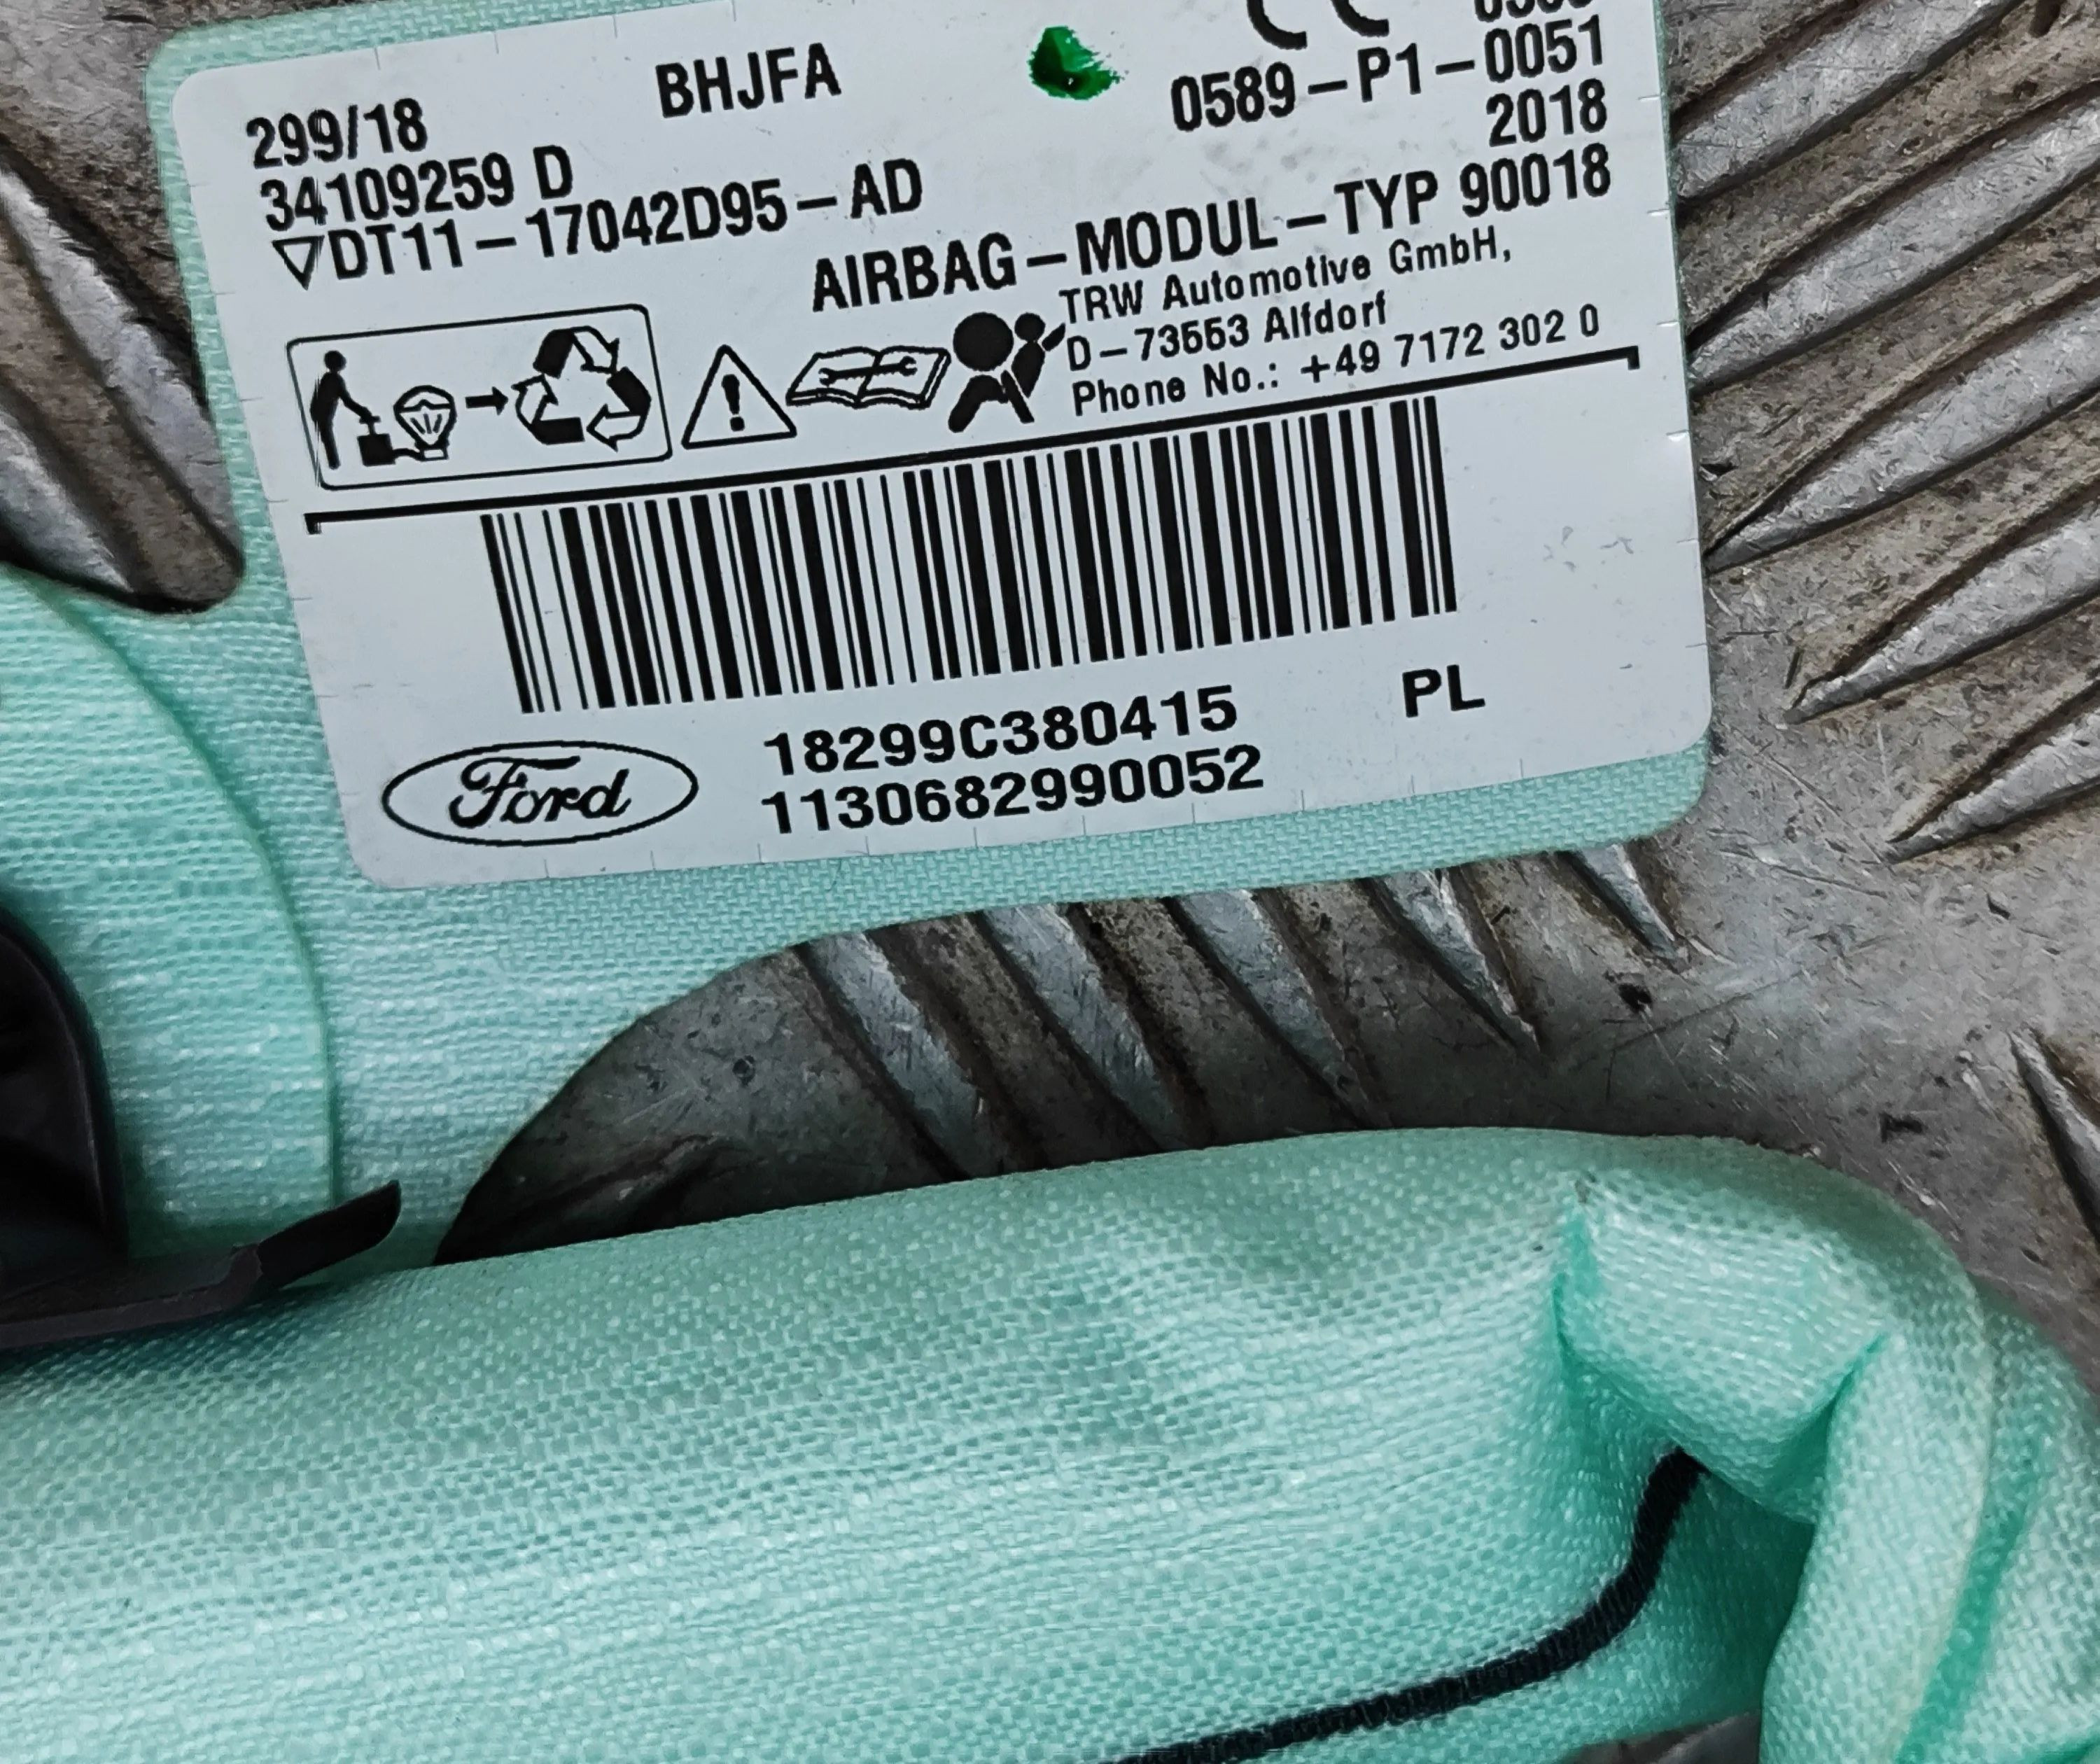 BHJFA
299/18
34109259 D
DT11-17042D95-AD
0589-P1-0051
2018
AIRBAG-MODUL-TYP 90018
TRW Automotive GmbH,
D-73553 Alfdorf
Phone No.: +49 7172 302 0
18299C380415
PL
1130682990052
Ford